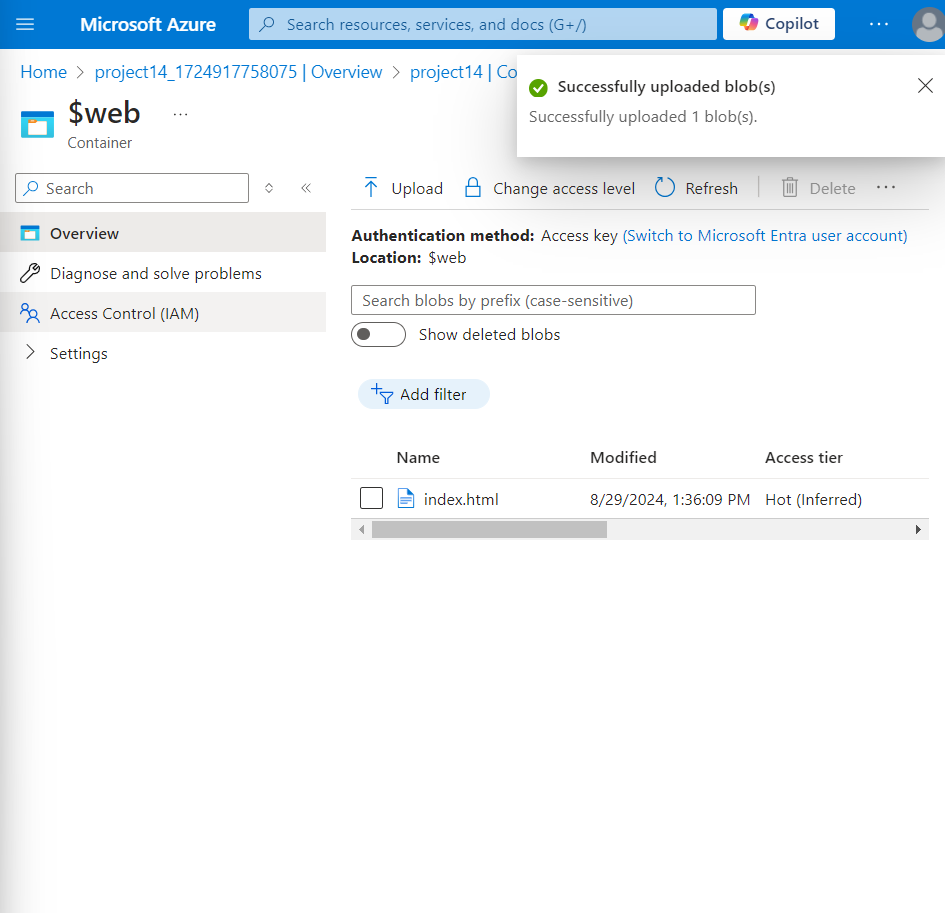 Microsoft Azure
Search resources, services, and docs (G+/)
Copilot
Home > project14_1724917758075 | Overview > project14 | Co
Successfully uploaded blob(s)
Successfully uploaded 1 blob(s).
$web
Container
Search
Overview
Diagnose and solve problems
Access Control (IAM)
Settings
Upload Change access level Refresh Delete
Authentication method: Access key (Switch to Microsoft Entra user account)
Location: $web
Search blobs by prefix (case-sensitive)
Show deleted blobs
Add filter
Name Modified Access tier
index.html 8/29/2024, 1:36:09 PM Hot (Inferred)